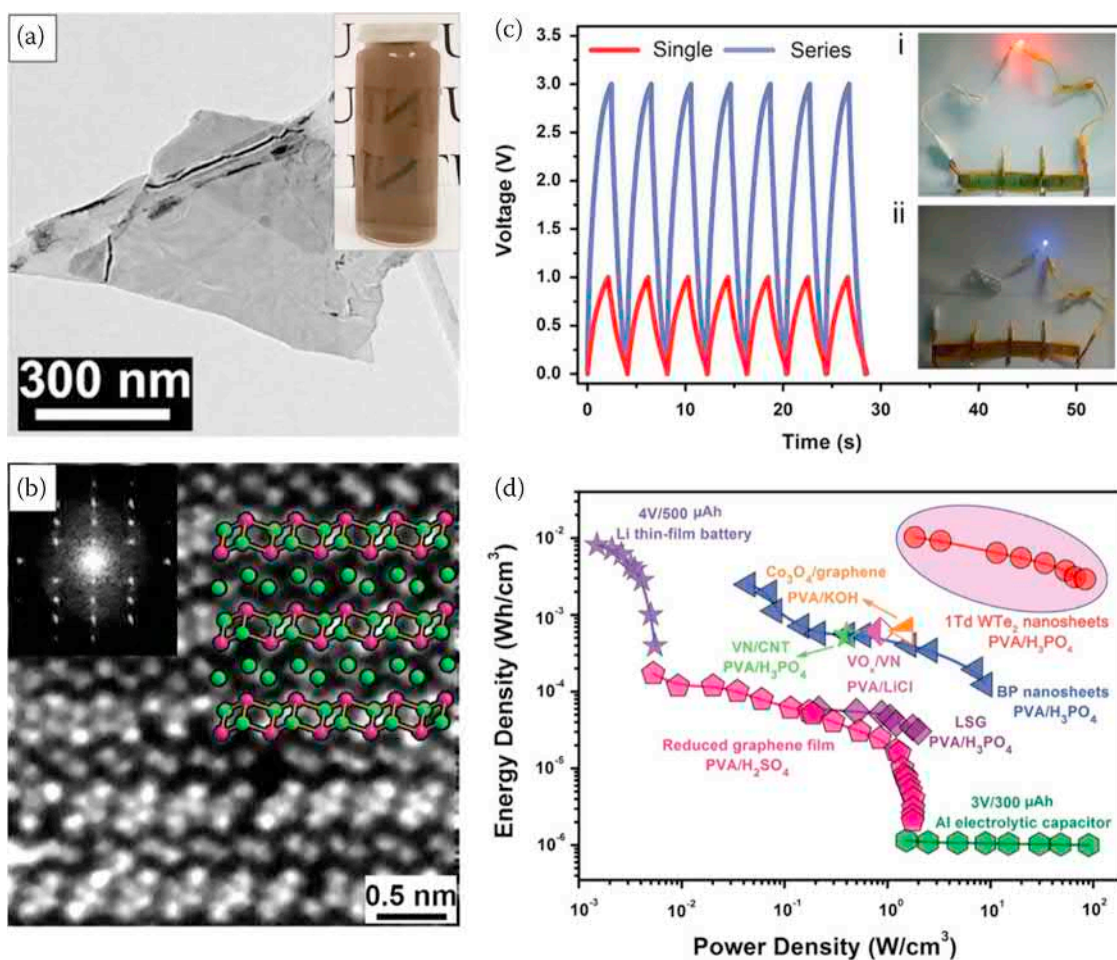 (a)
300 nm
(b)
0.5 nm
(c)
Voltage (V)
3.5
3.0
2.5
2.0
1.5
1.0
0.5
0.0
Single
Series
i
ii
0
10
20
30
40
50
Time (s)
(d)
Energy Density (Wh/cm³)
10⁻²
10⁻³
10⁻⁴
10⁻⁵
10⁻⁶
4V/500 µAh
Li thin-film battery
Co₃O₄/graphene
PVA/KOH
1Td WTe₂ nanosheets
PVA/H₃PO₄
VN/CNT
PVA/H₃PO₄
VOₓ/VN
PVA/LiCl
BP nanosheets
PVA/H₃PO₄
LSG
PVA/H₃PO₄
Reduced graphene film
PVA/H₂SO₄
3V/300 µAh
Al electrolytic capacitor
10⁻³
10⁻²
10⁻¹
10⁰
10¹
10²
Power Density (W/cm³)